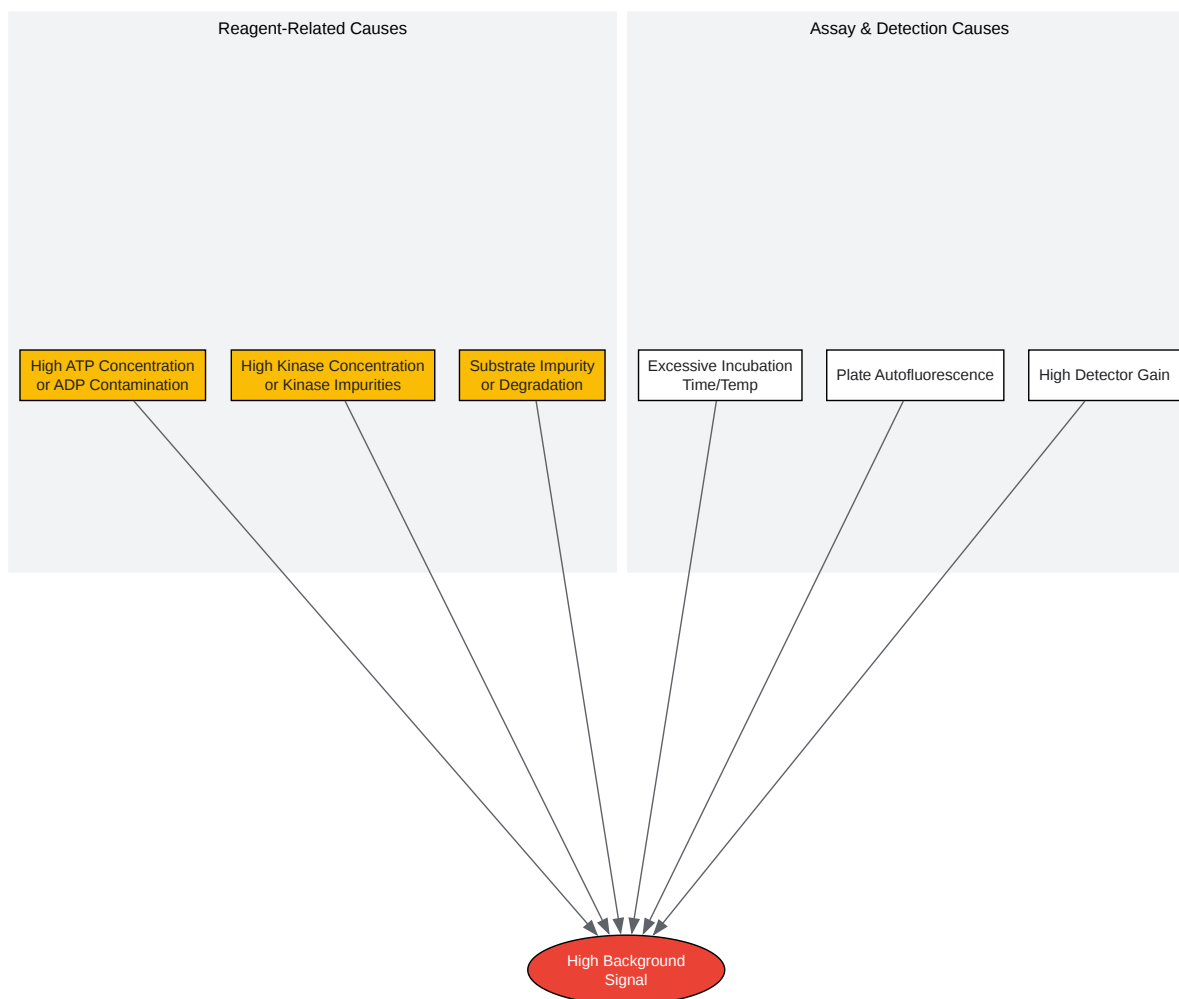 Reagent-Related Causes
Assay & Detection Causes
High ATP Concentration
or ADP Contamination
High Kinase Concentration
or Kinase Impurities
Substrate Impurity
or Degradation
Excessive Incubation
Time/Temp
Plate Autofluorescence
High Detector Gain
High Background
Signal